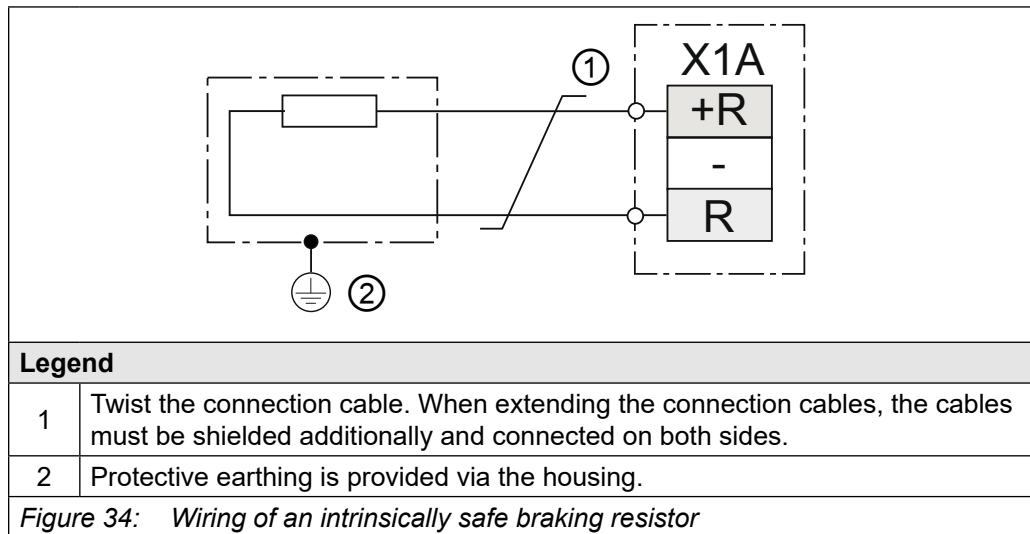 ①
X1A
+R
-
R
②
Legend
1 Twist the connection cable. When extending the connection cables, the cables
must be shielded additionally and connected on both sides.
2 Protective earthing is provided via the housing.
Figure 34: Wiring of an intrinsically safe braking resistor